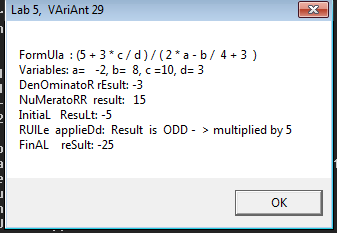 Lab 5, VAriAnt 29
FormUla : (5 + 3 * c / d ) / ( 2 * a - b / 4 + 3 )
Variables: a= -2, b= 8, c =10, d= 3
DenOminatoR rEsult: -3
NuMeratoRR result: 15
InitiaL ResuLt: -5
RUlLe applieDd: Result is ODD - > multiplied by 5
FinAL reSult: -25
OK